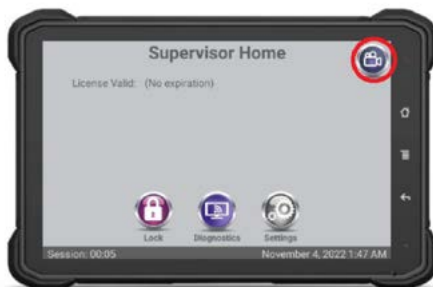 Supervisor Home
License Valid: (No expiration)
Lock Diagnostics Settings
Session: 00:05 November 4, 2022 1:47 AM